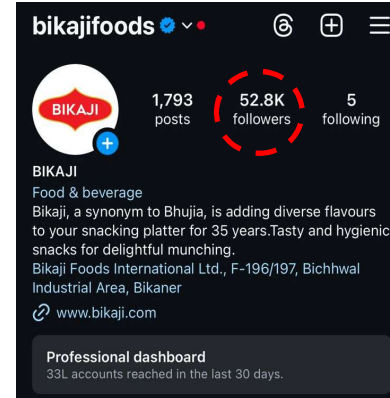 bikajifoods
BIKAJI
1,793 52.8K 5
posts followers following
BIKAJI
Food & beverage
Bikaji, a synonym to Bhujia, is adding diverse flavours
to your snacking platter for 35 years.Tasty and hygienic
snacks for delightful munching.
Bikaji Foods International Ltd., F-196/197, Bichhwal
Industrial Area, Bikaner
www.bikaji.com
Professional dashboard
33L accounts reached in the last 30 days.